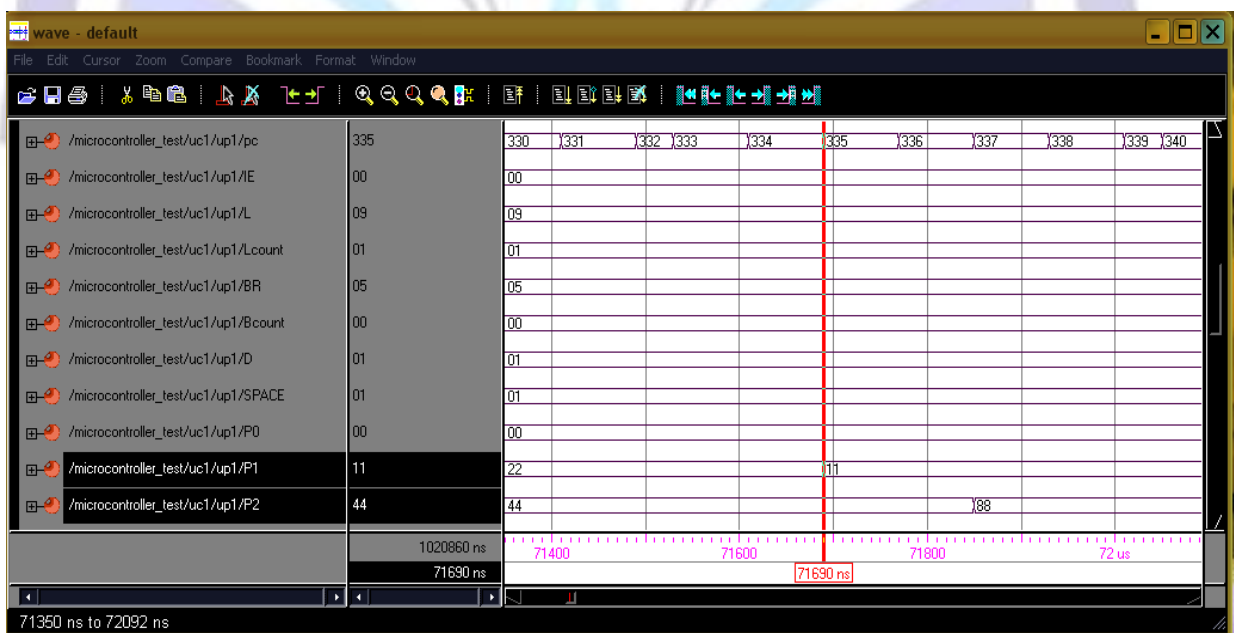 wave - default
File Edit Cursor Zoom Compare Bookmark Format Window
/microcontroller_test/uc1/up1/pc 335 330 331 332 333 334 335 336 337 338 339 340
/microcontroller_test/uc1/up1/IE 00 00
/microcontroller_test/uc1/up1/L 09 09
/microcontroller_test/uc1/up1/Lcount 01 01
/microcontroller_test/uc1/up1/BR 05 05
/microcontroller_test/uc1/up1/Bcount 00 00
/microcontroller_test/uc1/up1/D 01 01
/microcontroller_test/uc1/up1/SPACE 01 01
/microcontroller_test/uc1/up1/P0 00 00
/microcontroller_test/uc1/up1/P1 11 22 11
/microcontroller_test/uc1/up1/P2 44 44 88
1020860 ns 71400 71600 71800 72 us
71690 ns 71690 ns
71350 ns to 72092 ns